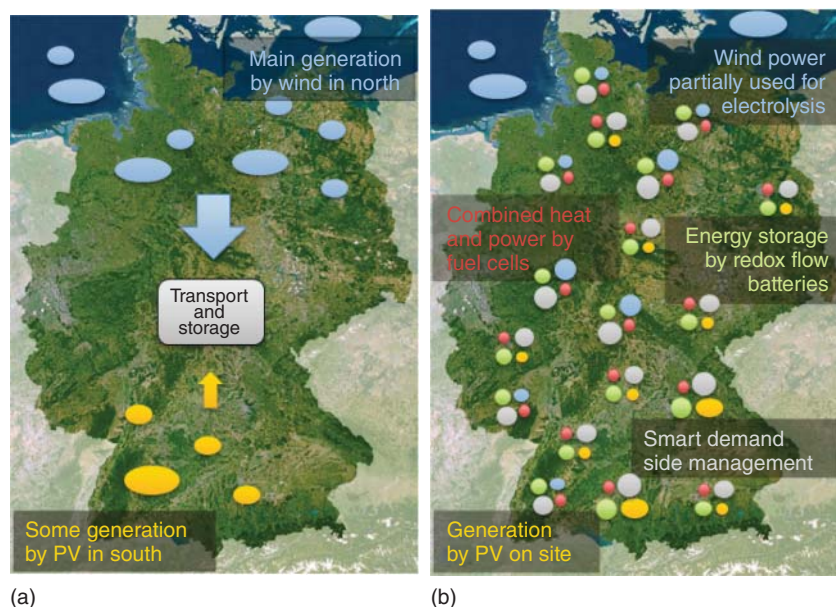 Main generation
by wind in north
Transport
and
storage
Some generation
by PV in south
(a)
Wind power
partially used for
electrolysis
Combined heat
and power by
fuel cells
Energy storage
by redox flow
batteries
Smart demand
side management
Generation
by PV on site
(b)